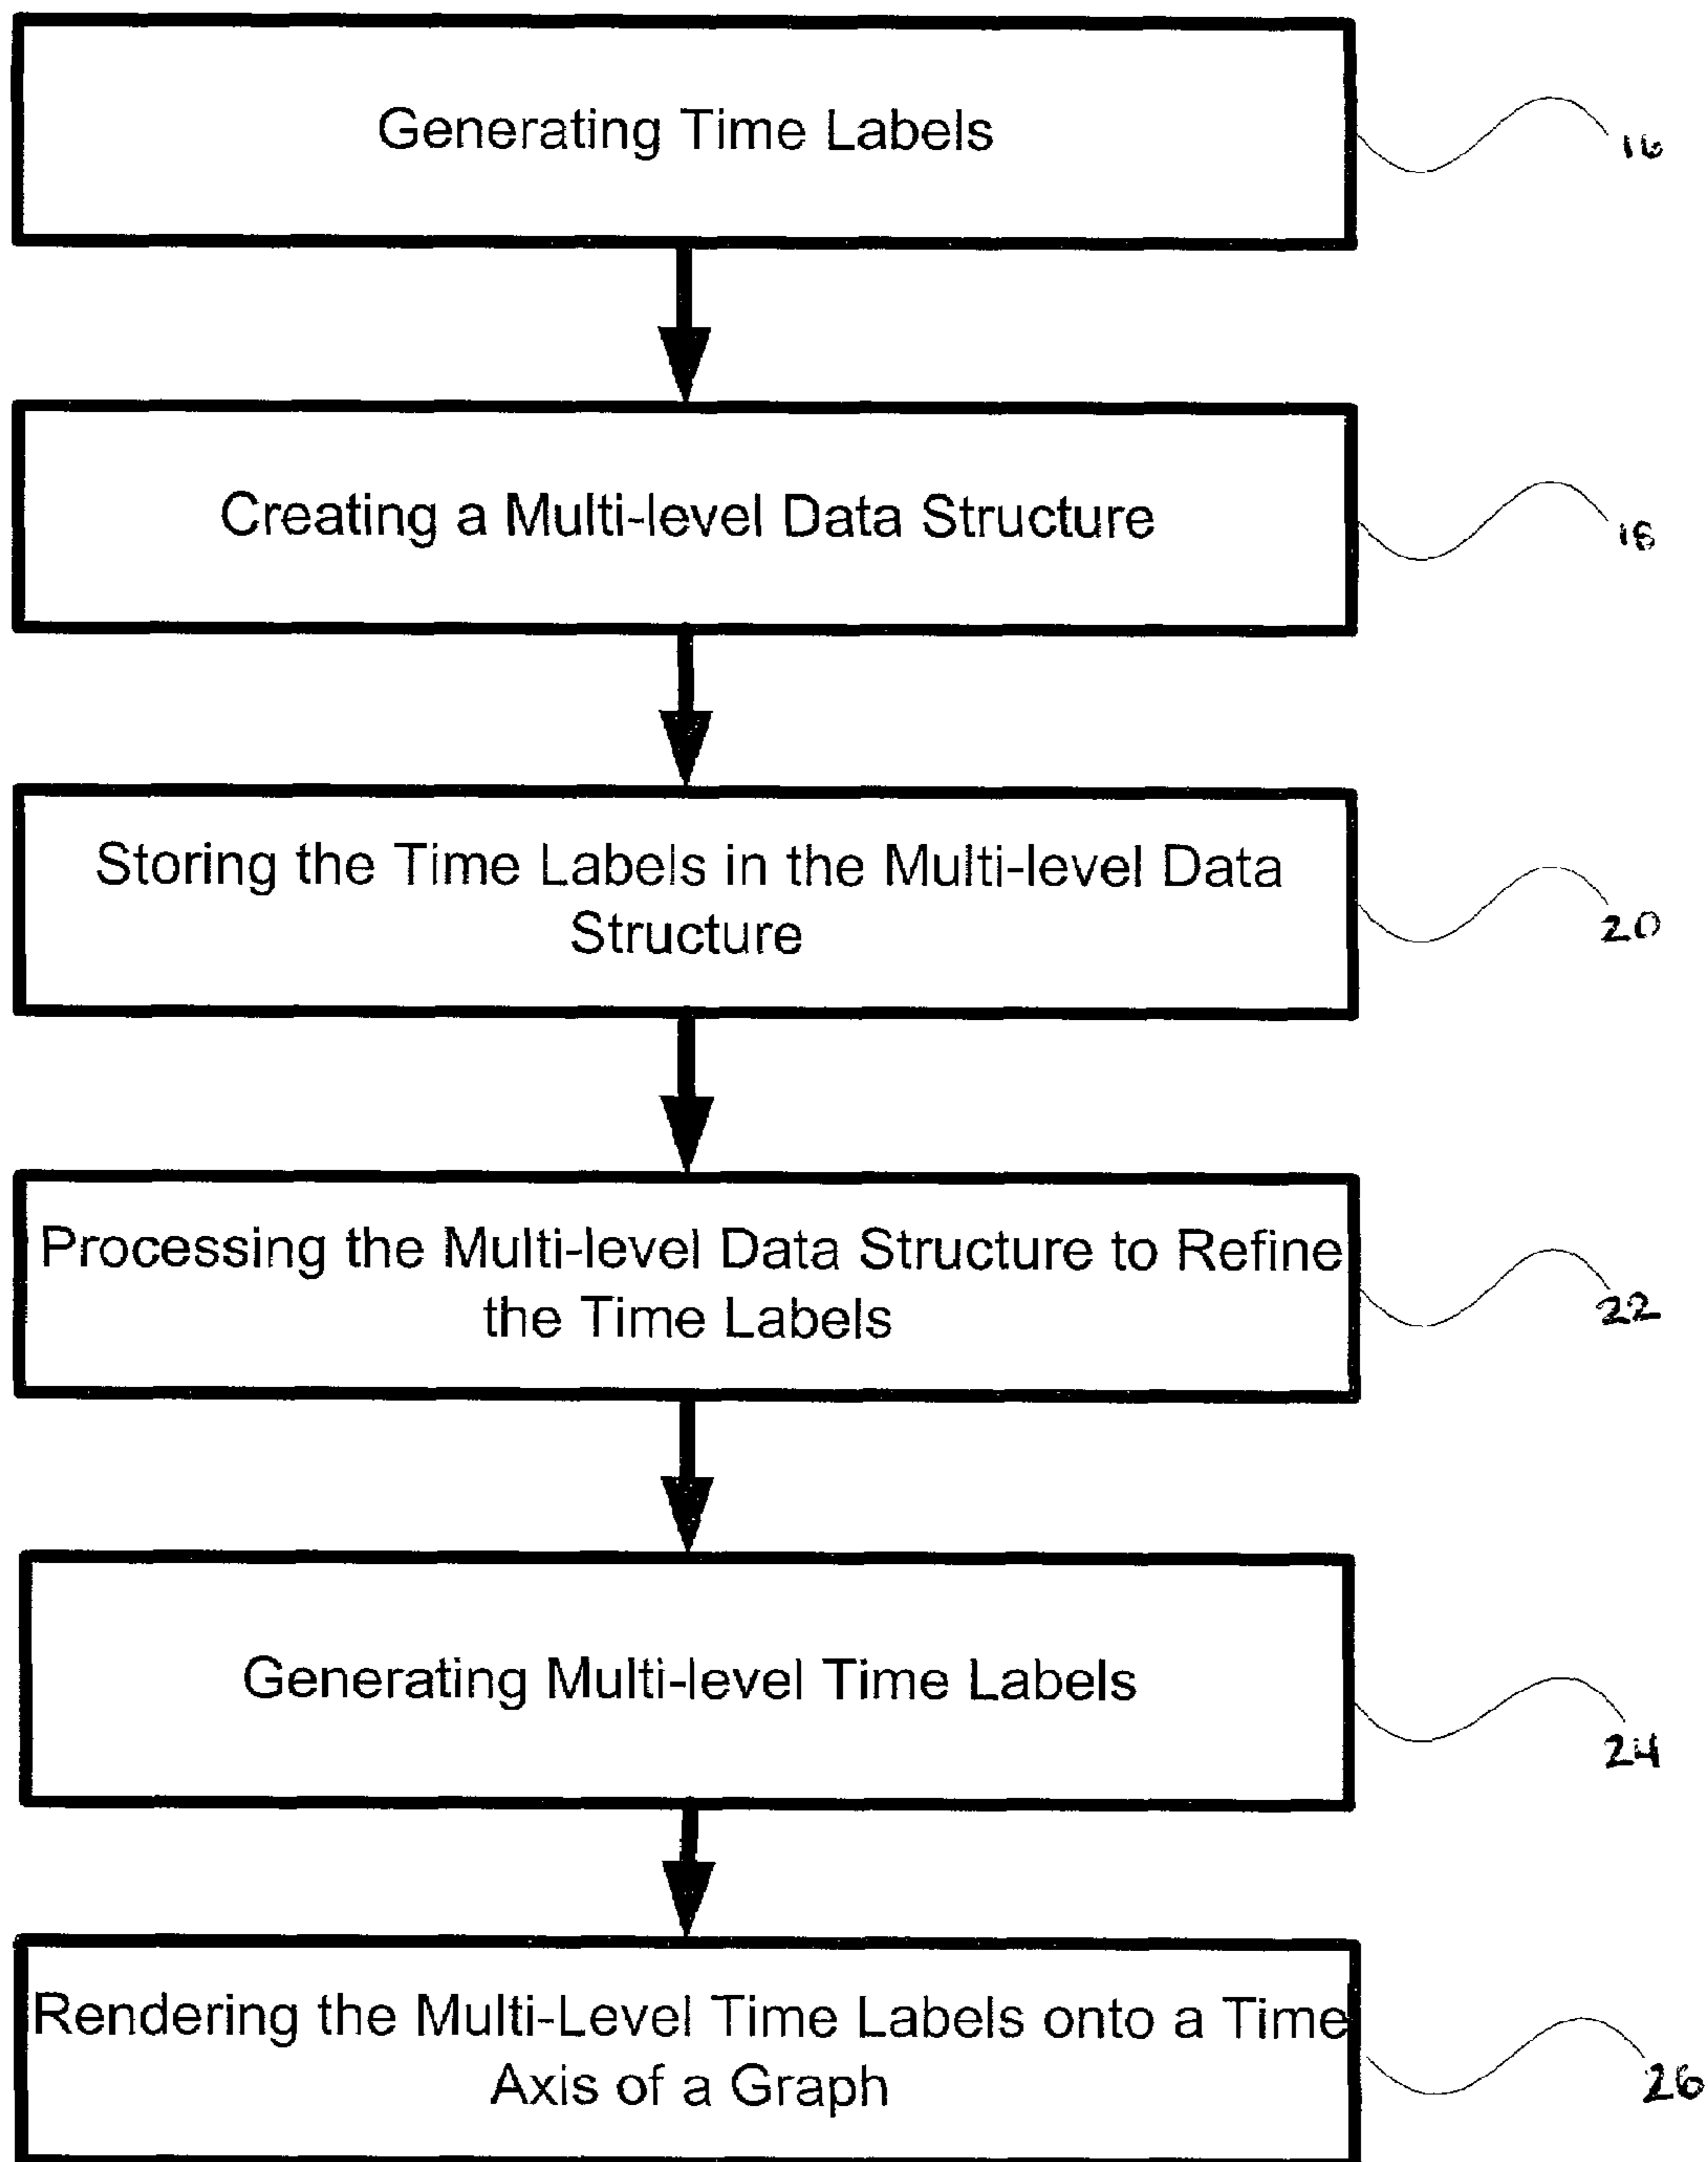 Generating Time Labels
16
Creating a Multi-level Data Structure
18
Storing the Time Labels in the Multi-level Data
Structure
20
Processing the Multi-level Data Structure to Refine
the Time Labels
22
Generating Multi-level Time Labels
24
Rendering the Multi-Level Time Labels onto a Time
Axis of a Graph
26